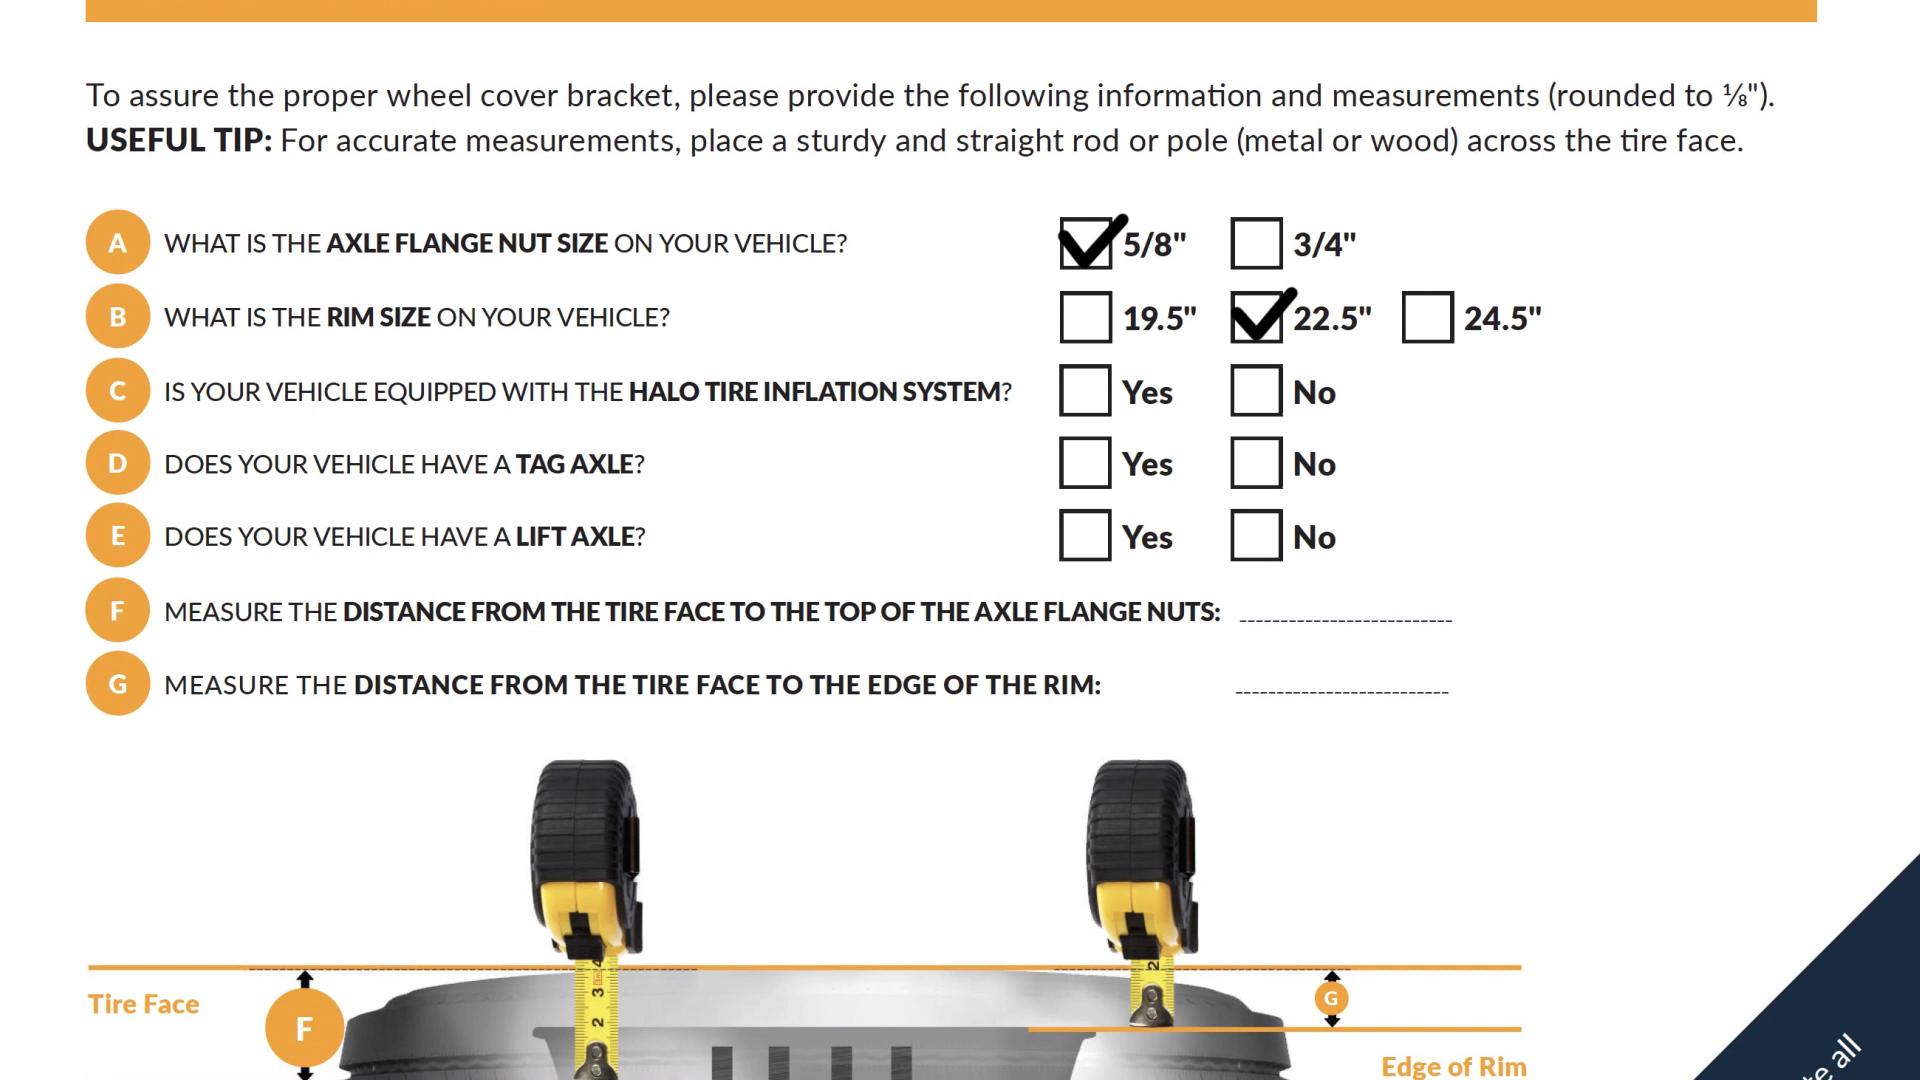 To assure the proper wheel cover bracket, please provide the following information and measurements (rounded to ⅛").
USEFUL TIP: For accurate measurements, place a sturdy and straight rod or pole (metal or wood) across the tire face.
A WHAT IS THE AXLE FLANGE NUT SIZE ON YOUR VEHICLE? 5/8" 3/4"
B WHAT IS THE RIM SIZE ON YOUR VEHICLE? 19.5" 22.5" 24.5"
C IS YOUR VEHICLE EQUIPPED WITH THE HALO TIRE INFLATION SYSTEM? Yes No
D DOES YOUR VEHICLE HAVE A TAG AXLE? Yes No
E DOES YOUR VEHICLE HAVE A LIFT AXLE? Yes No
F MEASURE THE DISTANCE FROM THE TIRE FACE TO THE TOP OF THE AXLE FLANGE NUTS:
G MEASURE THE DISTANCE FROM THE TIRE FACE TO THE EDGE OF THE RIM:
4
3
2
2
Tire Face
F
G
Edge of Rim
all